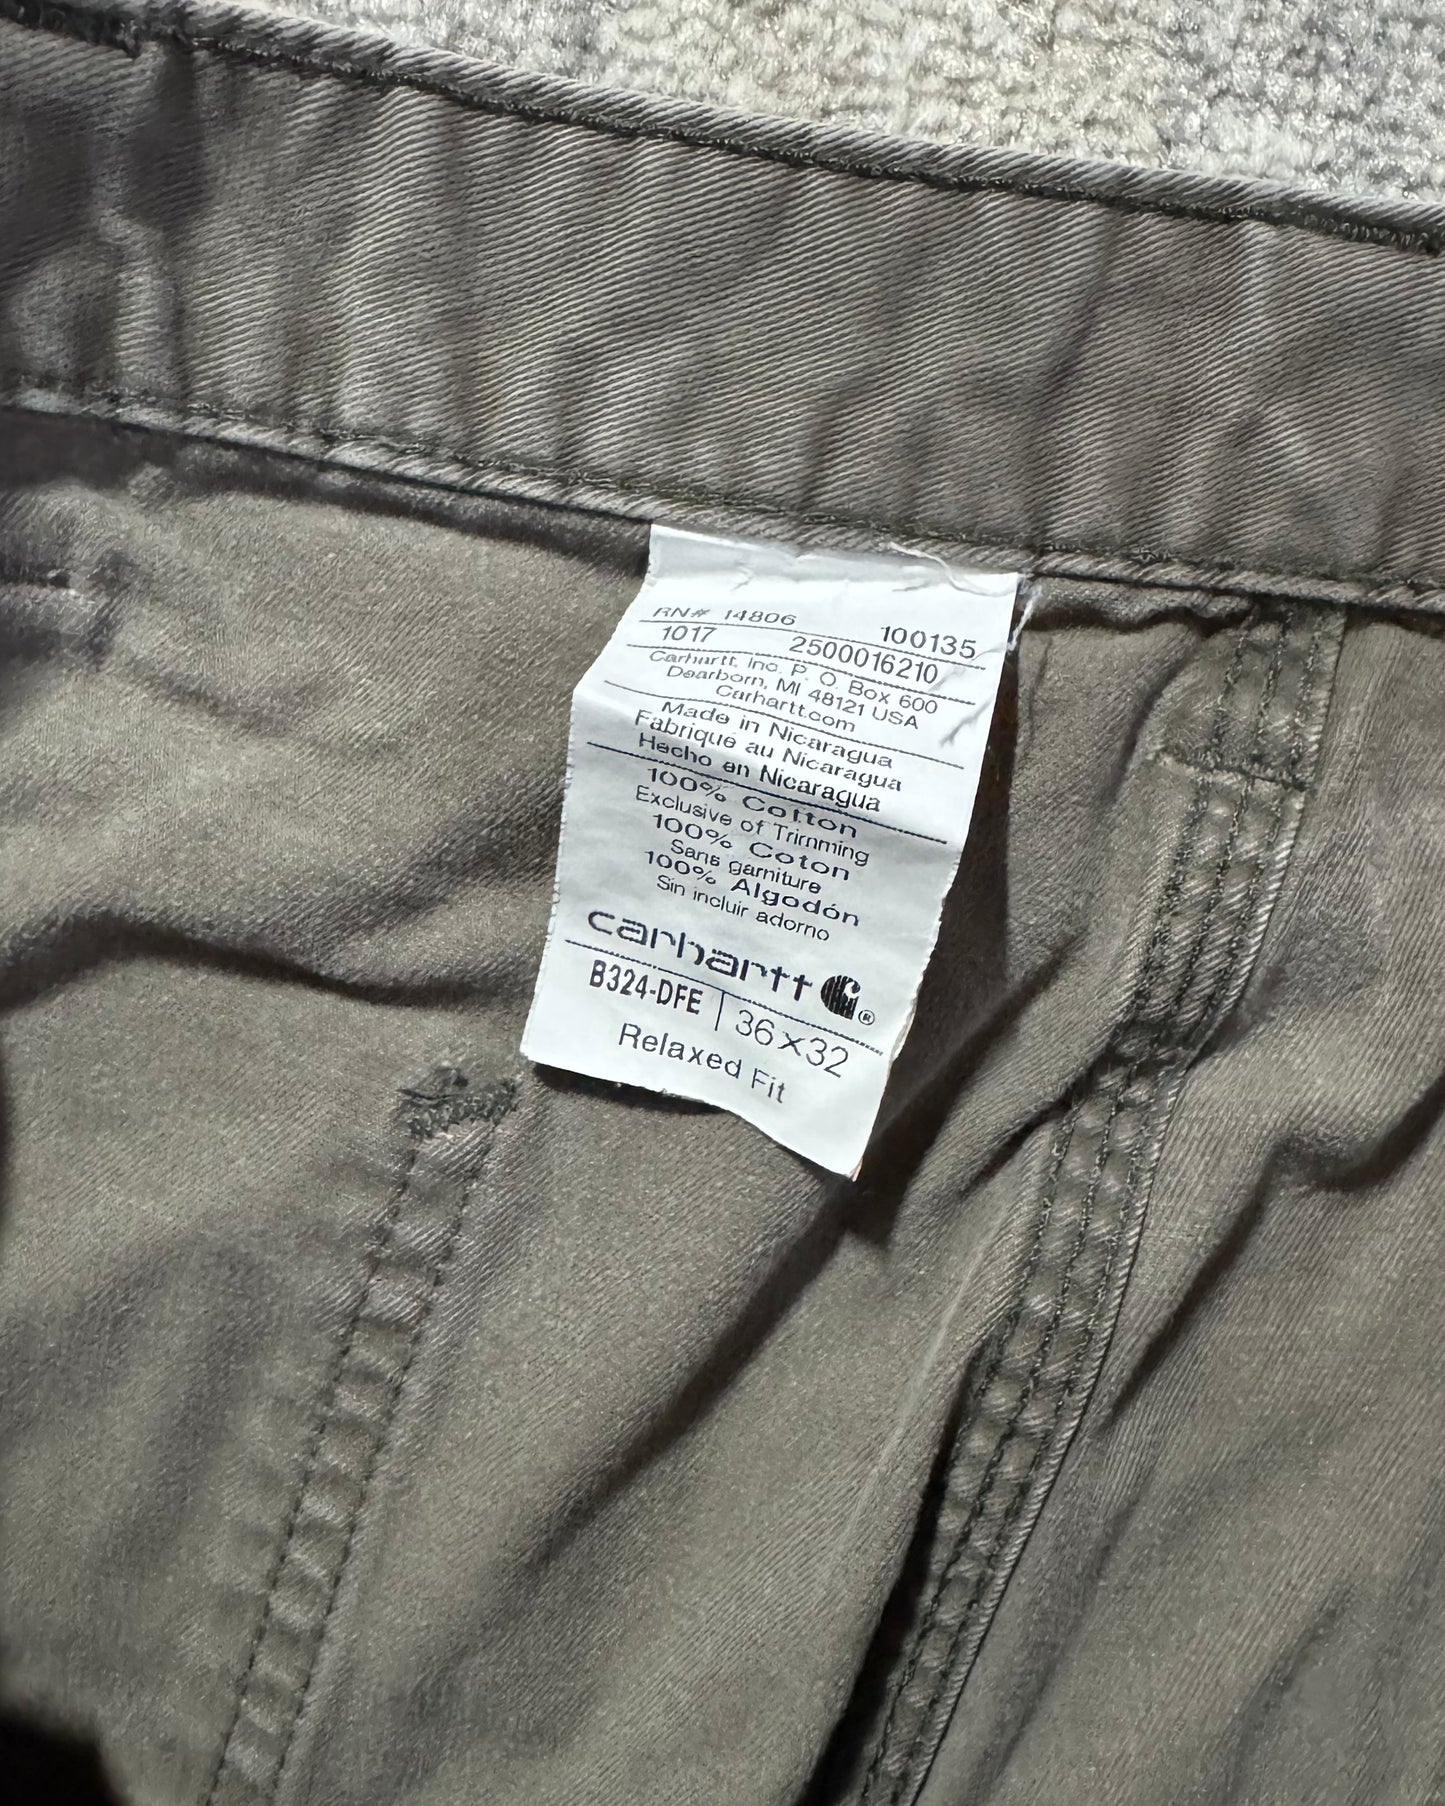 RN# 14806 100135
1017 2500016210
Carhartt, Inc. P. O. Box 600
Dearborn, MI 48121 USA
Carhartt.com
Made in Nicaragua
Fabriqué au Nicaragua
Hecho en Nicaragua
100% Cotton
Exclusive of Trimming
100% Coton
Sans garniture
100% Algodón
Sin incluir adorno
carhartt ®
B324-DFE | 36x32
Relaxed Fit